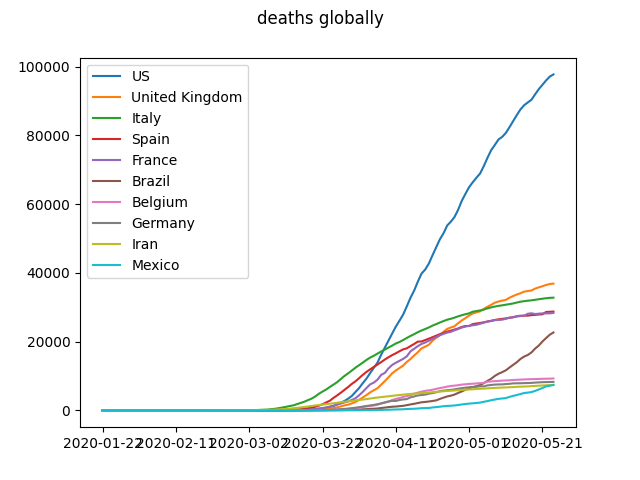 deaths globally
100000
80000
60000
40000
20000
0
US
United Kingdom
Italy
Spain
France
Brazil
Belgium
Germany
Iran
Mexico
2020-01-22 2020-02-11 2020-03-02 2020-03-22 2020-04-11 2020-05-01 2020-05-21